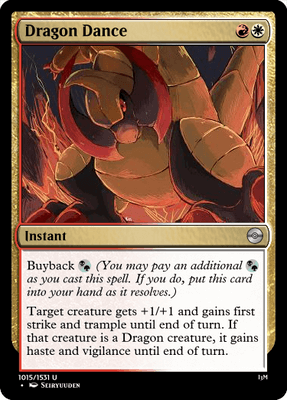 Dragon Dance
Instant
Buyback (You may pay an additional
as you cast this spell. If you do, put this
card into your hand as it resolves.)
Target creature gets +1/+1 and gains first
strike and trample until end of turn. If
that creature is a Dragon creature, it gains
haste and vigilance until end of turn.
1015/1531 U
IsM
• Seiryuuden